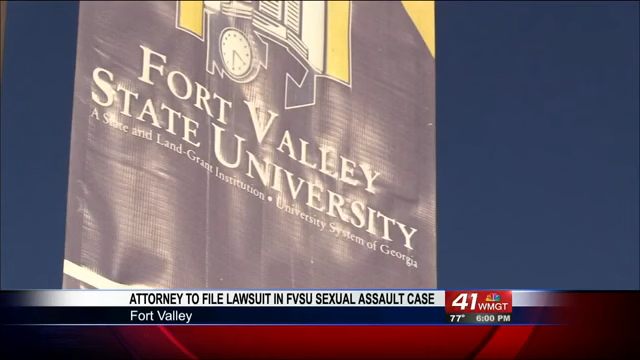 FORT VALLEY
STATE UNIVERSITY
A State and Land-Grant Institution • University System of Georgia
ATTORNEY TO FILE LAWSUIT IN FVSU SEXUAL ASSAULT CASE
Fort Valley
41 WMGT
77° 6:00 PM